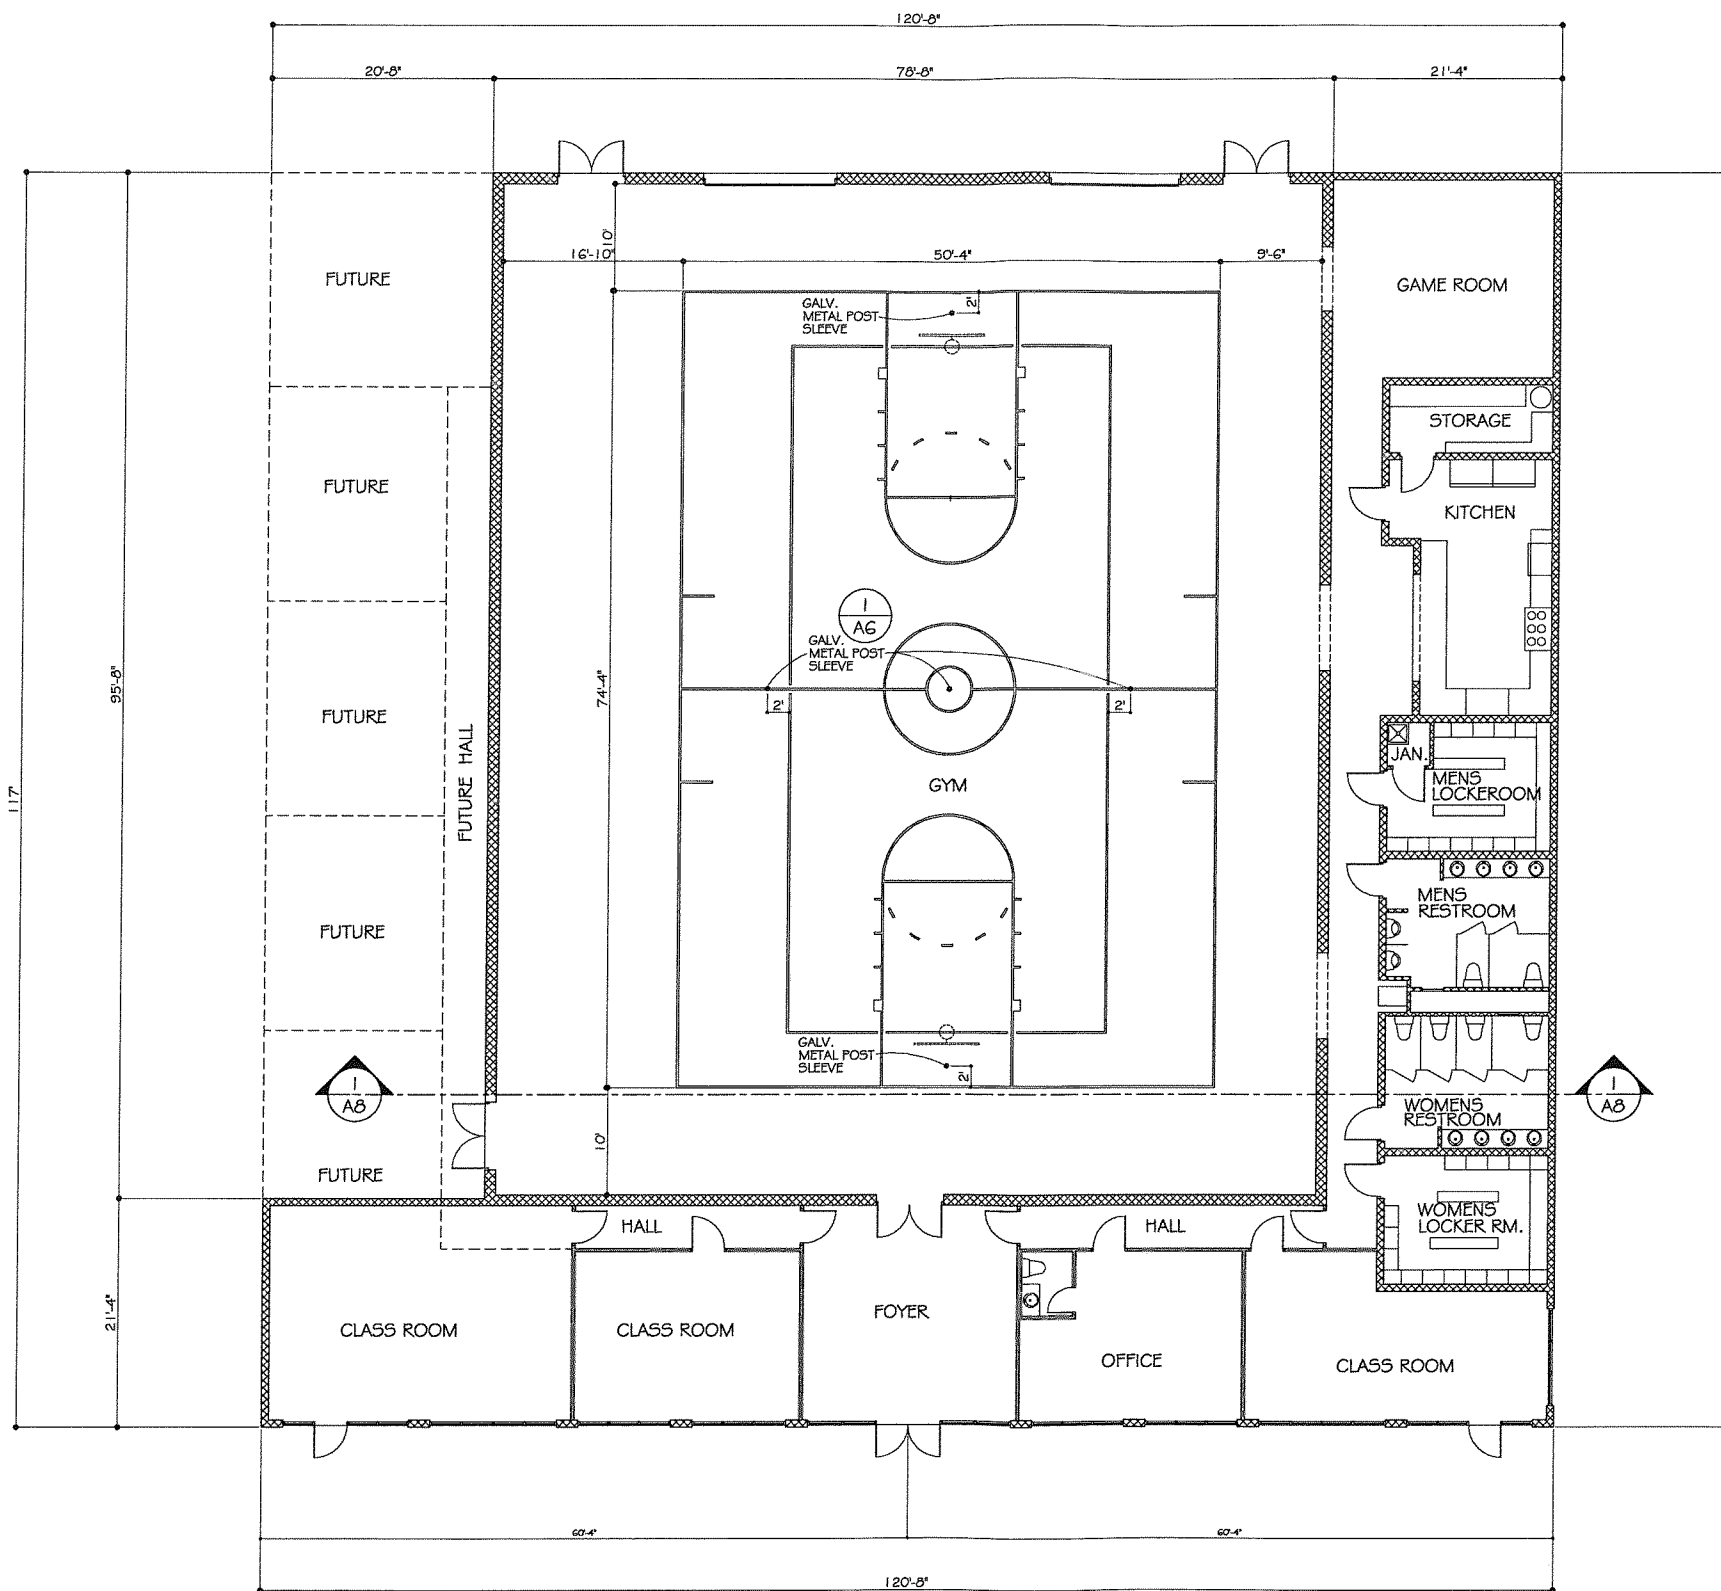 120'-8"
20'-8"
78'-8"
21'-4"
10'
16'-10"
50'-4"
9'-6"
FUTURE
GAME ROOM
GALV.
METAL POST
SLEEVE
2'
STORAGE
FUTURE
KITCHEN
1
A6
GALV.
METAL POST
SLEEVE
95'-8"
74'-4"
2'
2'
FUTURE
FUTURE HALL
117'
GYM
JAN.
MENS
LOCKEROOM
MENS
RESTROOM
FUTURE
GALV.
METAL POST
SLEEVE
2'
1
A8
1
A8
WOMENS
RESTROOM
10'
FUTURE
WOMENS
LOCKER RM.
HALL
HALL
21'-4"
CLASS ROOM
CLASS ROOM
FOYER
OFFICE
CLASS ROOM
60'-4"
60'-4"
120'-8"